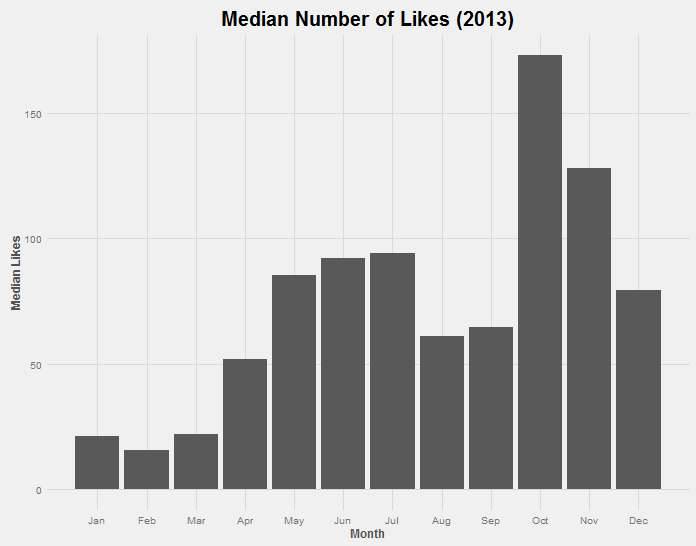 Median Number of Likes (2013)
Median Likes
150
100
50
0
Jan Feb Mar Apr May Jun Jul Aug Sep Oct Nov Dec
Month